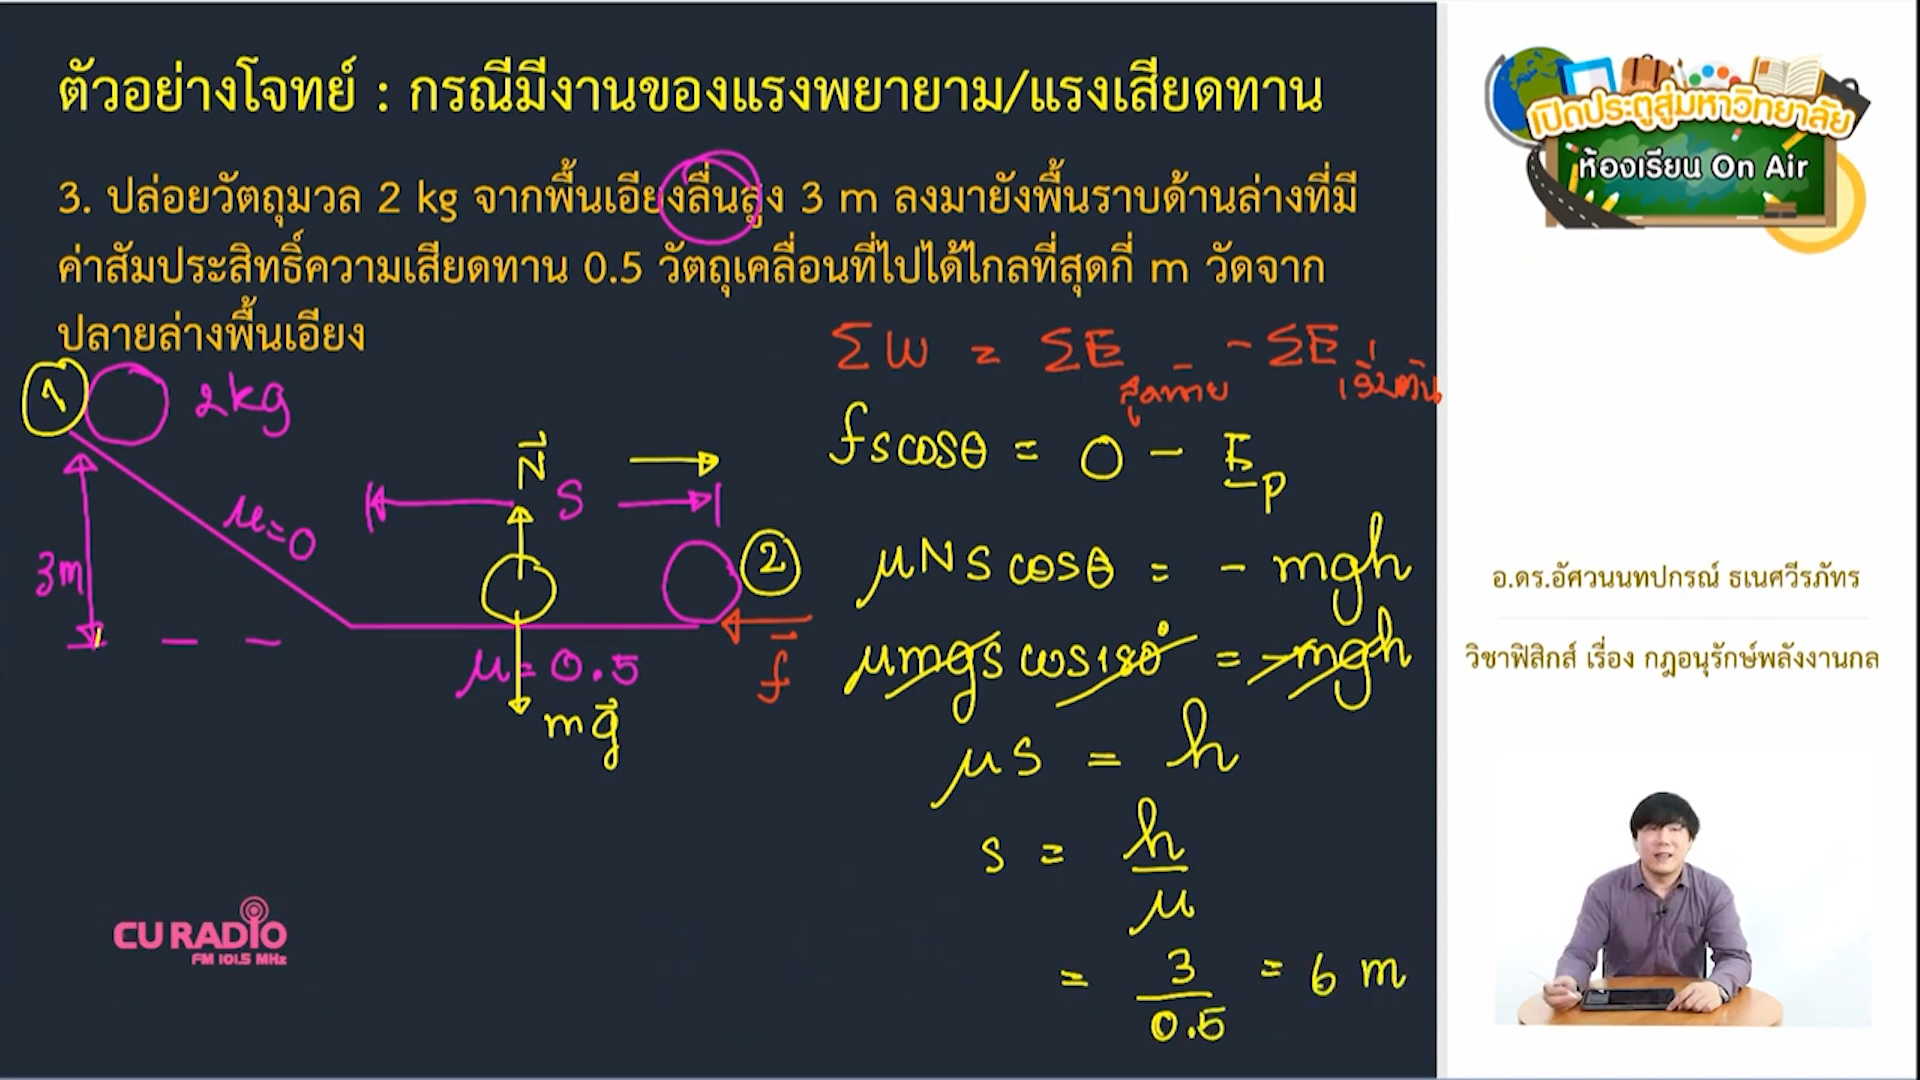 ตัวอย่างโจทย์ : กรณีมีงานของแรงพยายาม/แรงเสียดทาน
3. ปล่อยวัตถุมวล 2 kg จากพื้นเอียงลื่นสูง 3 m ลงมายังพื้นราบด้านล่างที่มี
ค่าสัมประสิทธิ์ความเสียดทาน 0.5 วัตถุเคลื่อนที่ไปได้ไกลที่สุดกี่ m วัดจาก
ปลายล่างพื้นเอียง
1 2kg
μ=0
3m
N⃗
s
2
μ=0.5
mg⃗
f⃗
ΣW = ΣE สุดท้าย - ΣE เริ่มต้น
fscosθ = 0 - Ep
μNscosθ = -mgh
μmgs cos180° = -mgh
μs = h
s = h/μ
= 3/0.5 = 6 m
CU RADIO
FM 101.5 MHz
เปิดประตูสู่มหาวิทยาลัย
ห้องเรียน On Air
อ.ดร.อัศวนนทปกรณ์ ธเนศวีรภัทร
วิชาฟิสิกส์ เรื่อง กฎอนุรักษ์พลังงานกล